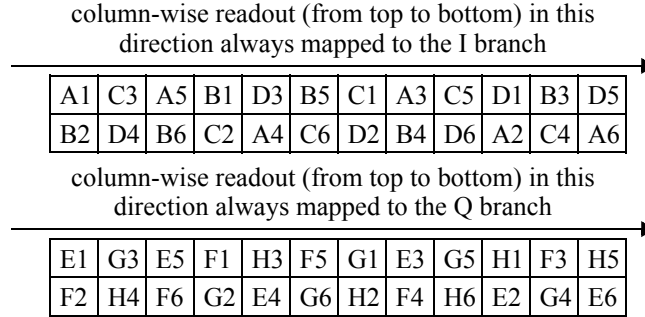 column-wise readout (from top to bottom) in this
direction always mapped to the I branch
A1 C3 A5 B1 D3 B5 C1 A3 C5 D1 B3 D5
B2 D4 B6 C2 A4 C6 D2 B4 D6 A2 C4 A6
column-wise readout (from top to bottom) in this
direction always mapped to the Q branch
E1 G3 E5 F1 H3 F5 G1 E3 G5 H1 F3 H5
F2 H4 F6 G2 E4 G6 H2 F4 H6 E2 G4 E6